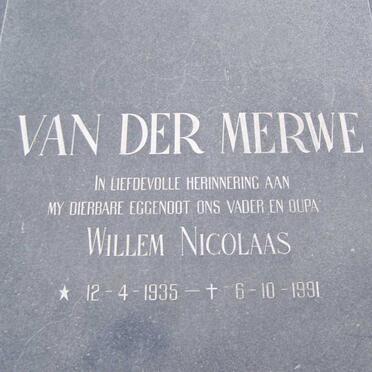 VAN DER MERWE
IN LIEFDEVOLLE HERINNERING AAN
MY DIERBARE EGGENOOT ONS VADER EN OUPA
WILLEM NICOLAAS
★ 12-4-1935 — ✝ 6-10-1991